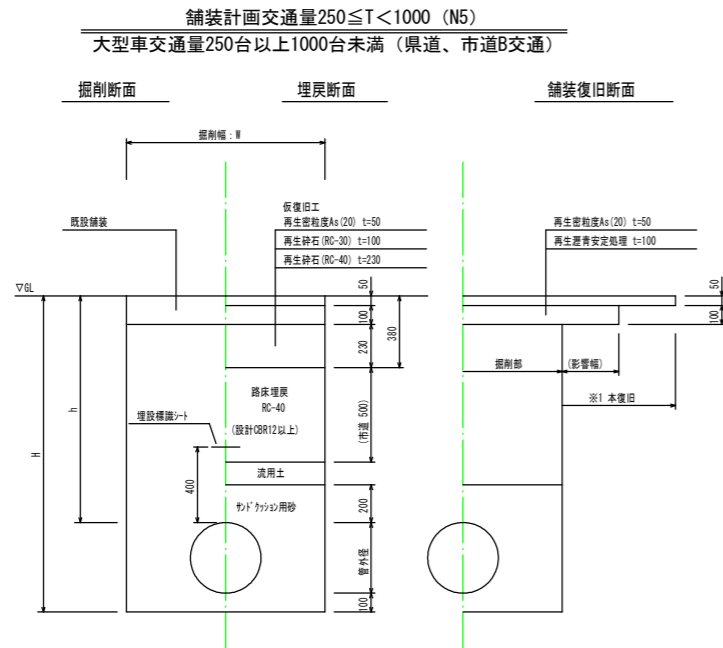 舗装計画交通量250≦T＜1000（N5）
大型車交通量250台以上1000台未満（県道、市道B交通）
掘削断面
埋戻断面
舗装復旧断面
掘削幅：W
仮復旧工
既設舗装
再生密粒度As(20) t=50
再生砕石(RC-30) t=100
再生砕石(RC-40) t=230
再生密粒度As(20) t=50
再生瀝青安定処理 t=100
▽GL
50
100
230
380
50
100
掘削部
(影響幅)
※1 本復旧
路床埋戻
RC-40
(設計CBR12以上)
(市道 500)
埋設標識シート
h
H
400
流用土
サンドクッション用砂
200
管外径
100